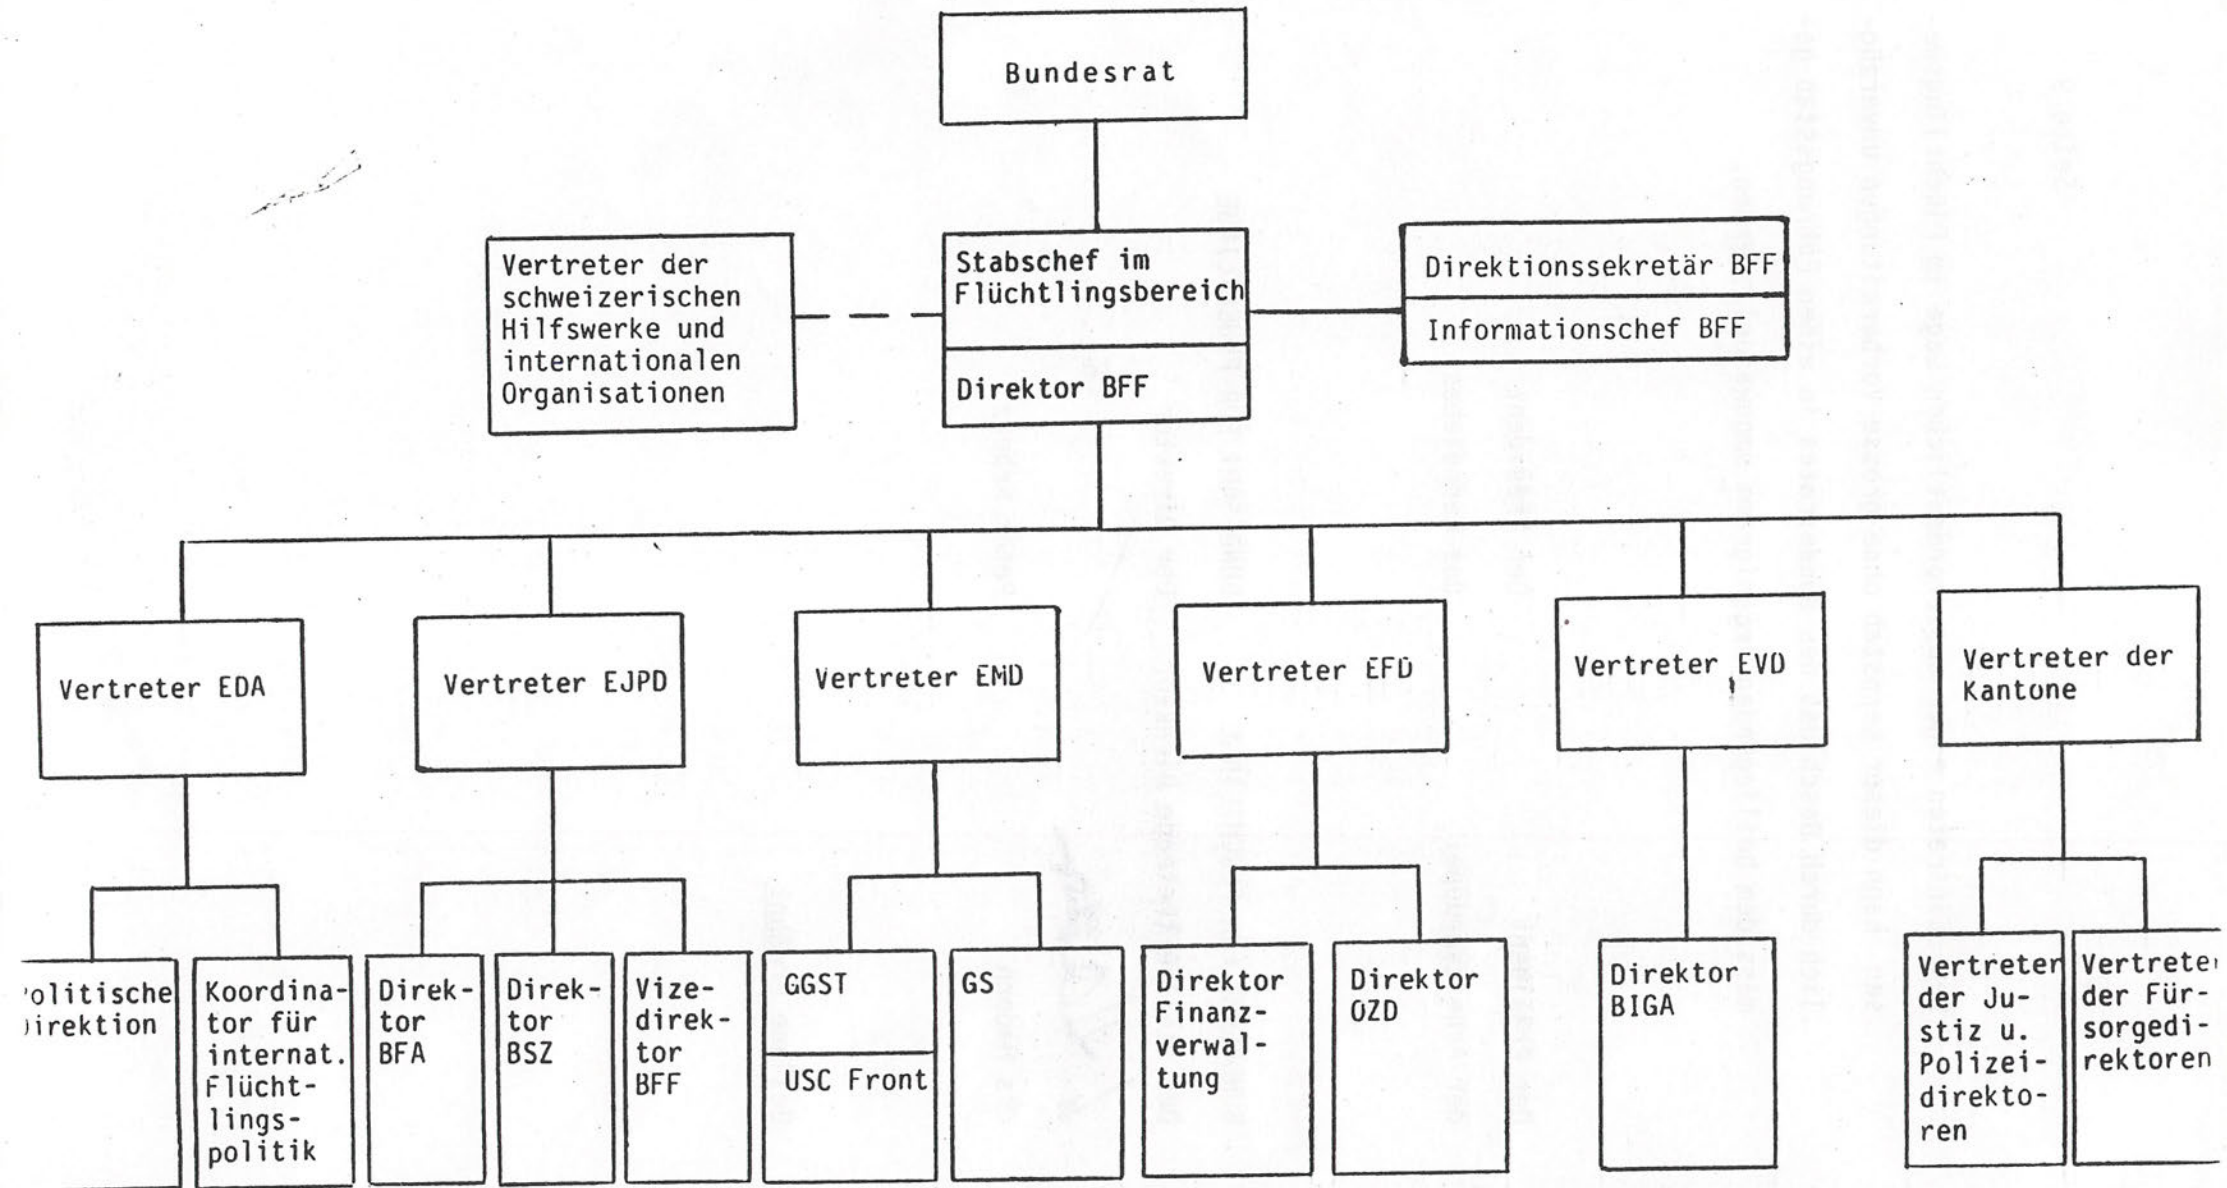 Bundesrat
Vertreter der
schweizerischen
Hilfswerke und
internationalen
Organisationen
Stabschef im
Flüchtlingsbereich
Direktor BFF
Direktionssekretär BFF
Informationschef BFF
Vertreter EDA
Vertreter EJPD
Vertreter EMD
Vertreter EFD
Vertreter EVD
Vertreter der
Kantone
olitische
irektion
Koordina-
tor für
internat.
Flücht-
lings-
politik
Direk-
tor
BFA
Direk-
tor
BSZ
Vize-
direk-
tor
BFF
GGST
USC Front
GS
Direktor
Finanz-
verwal-
tung
Direktor
OZD
Direktor
BIGA
Vertreter
der Ju-
stiz u.
Polizei-
direkto-
ren
Vertreter
der Für-
sorgedi-
rektoren